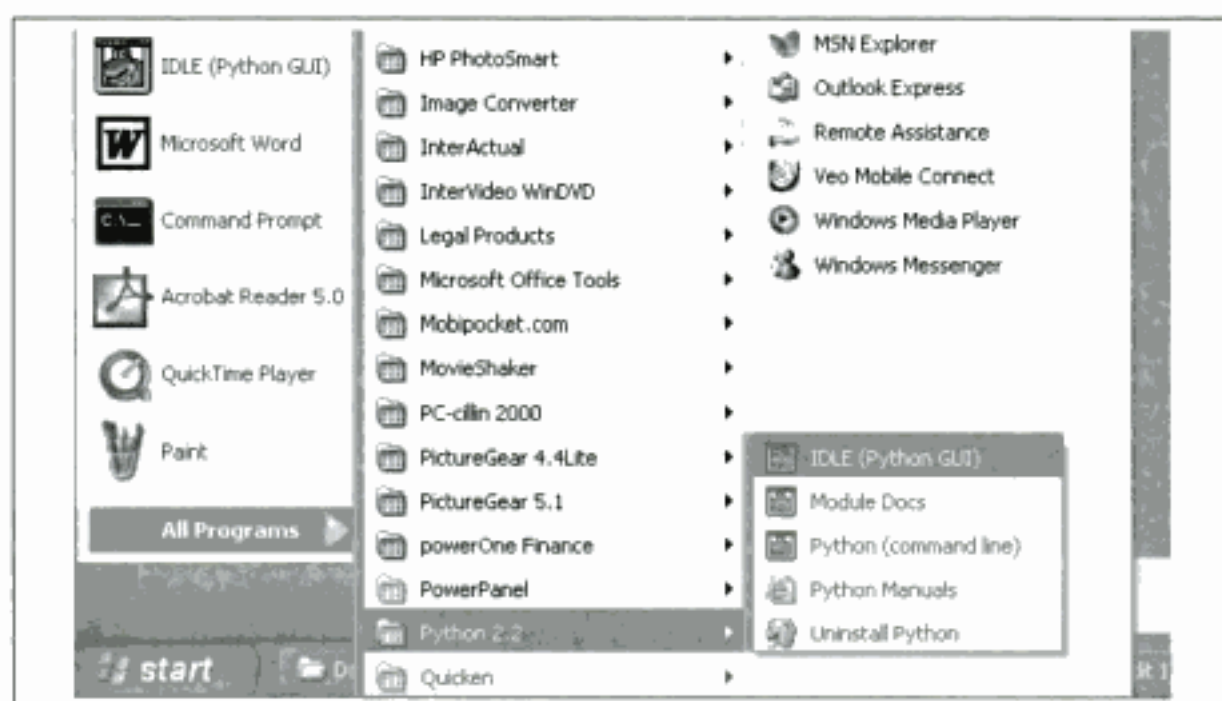 IDLE (Python GUI)
Microsoft Word
C:\_
Command Prompt
Acrobat Reader 5.0
QuickTime Player
Paint
All Programs
start
HP PhotoSmart
Image Converter
InterActual
InterVideo WinDVD
Legal Products
Microsoft Office Tools
Mobipocket.com
MovieShaker
PC-cillin 2000
PictureGear 4.4Lite
PictureGear 5.1
powerOne Finance
PowerPanel
Python 2.2
Quicken
MSN Explorer
Outlook Express
Remote Assistance
Veo Mobile Connect
Windows Media Player
Windows Messenger
IDLE (Python GUI)
Module Docs
Python (command line)
Python Manuals
Uninstall Python